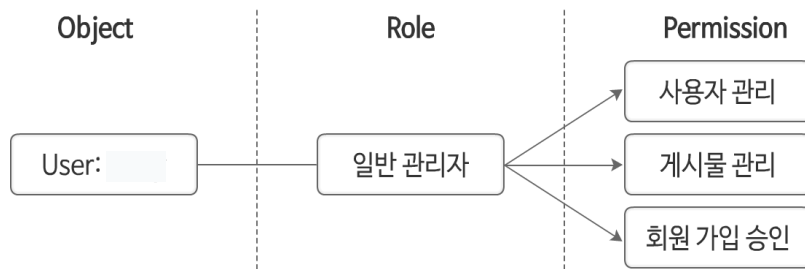 Object
Role
Permission
User:
일반 관리자
사용자 관리
게시물 관리
회원 가입 승인